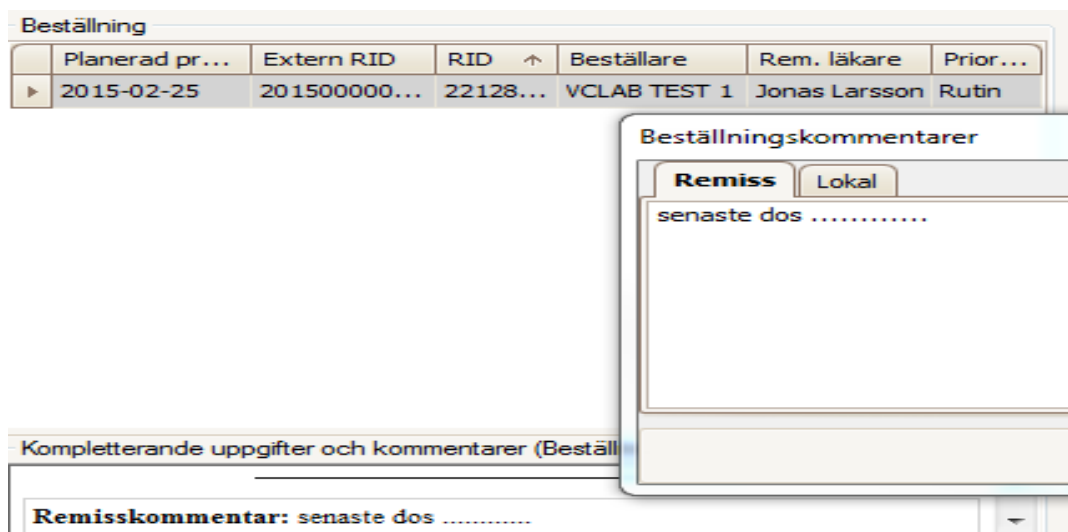 Beställning
Planerad pr... Extern RID RID Beställare Rem. läkare Prior...
2015-02-25 201500000... 22128... VCLAB TEST 1 Jonas Larsson Rutin
Beställningskommentarer
Remiss Lokal
senaste dos ............
Kompletterande uppgifter och kommentarer (Beställ
Remisskommentar: senaste dos ............